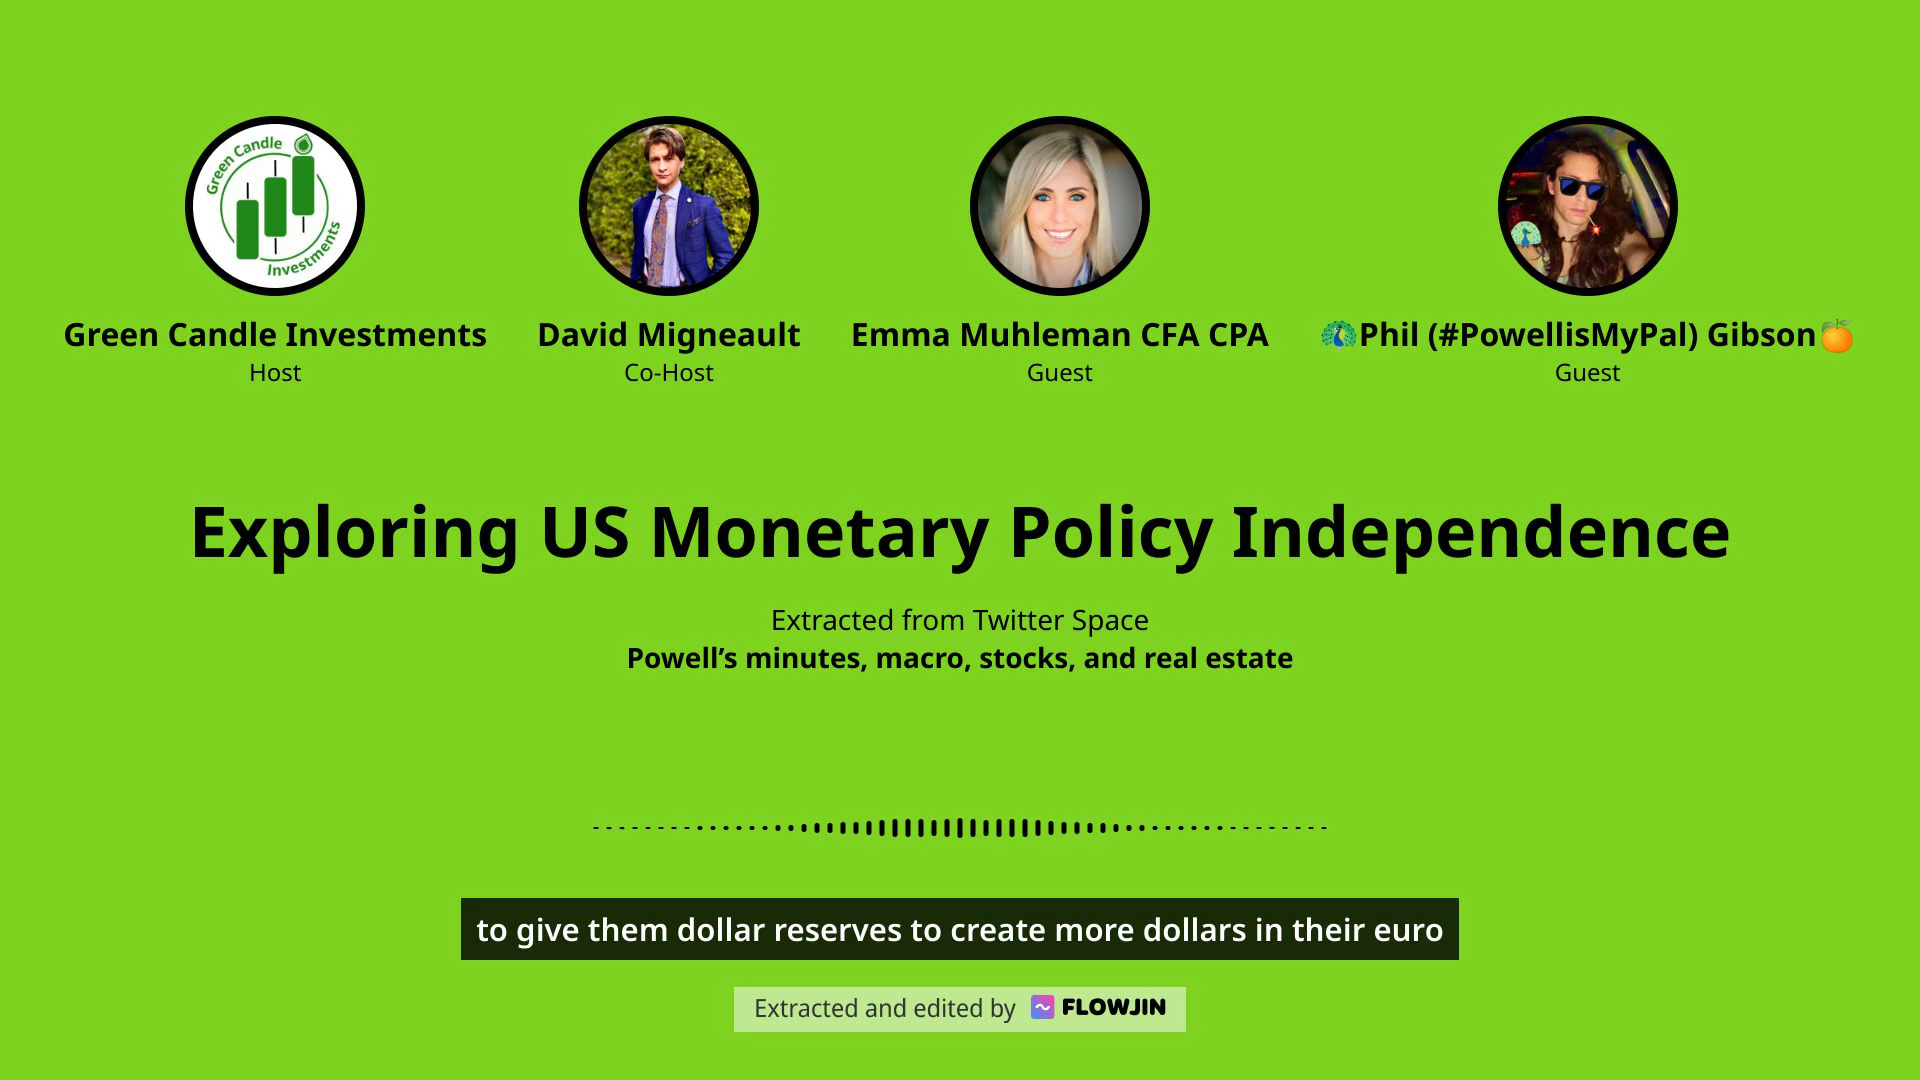 Green Candle
Investments
Green Candle Investments
Host
David Migneault
Co-Host
Emma Muhleman CFA CPA
Guest
🦚Phil (#PowellisMyPal) Gibson🍊
Guest
Exploring US Monetary Policy Independence
Extracted from Twitter Space
Powell’s minutes, macro, stocks, and real estate
to give them dollar reserves to create more dollars in their euro
Extracted and edited by FLOWJIN